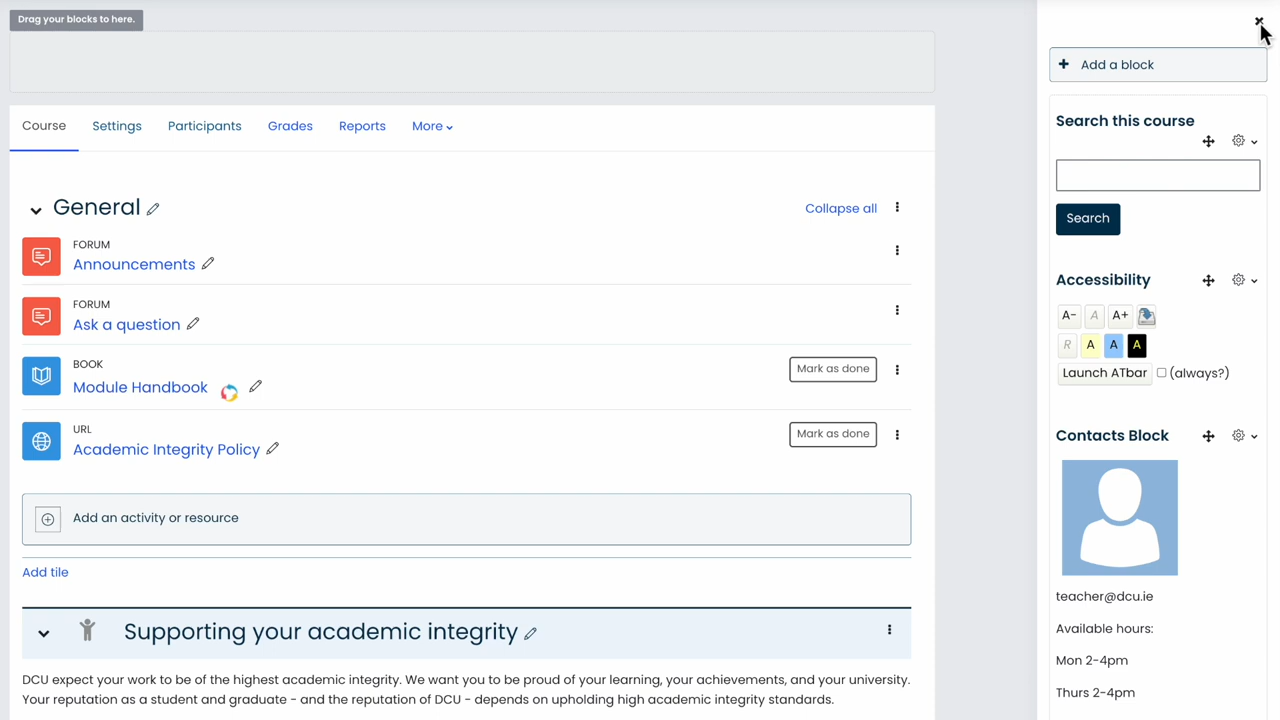 Drag your blocks to here.
Course Settings Participants Grades Reports More
General
Collapse all
FORUM
Announcements
FORUM
Ask a question
BOOK
Module Handbook
Mark as done
URL
Academic Integrity Policy
Mark as done
Add an activity or resource
Add tile
Supporting your academic integrity
DCU expect your work to be of the highest academic integrity. We want you to be proud of your learning, your achievements, and your university.
Your reputation as a student and graduate - and the reputation of DCU - depends on upholding high academic integrity standards.
Add a block
Search this course
Search
Accessibility
A- A A+
R A A A
Launch ATbar (always?)
Contacts Block
teacher@dcu.ie
Available hours:
Mon 2-4pm
Thurs 2-4pm